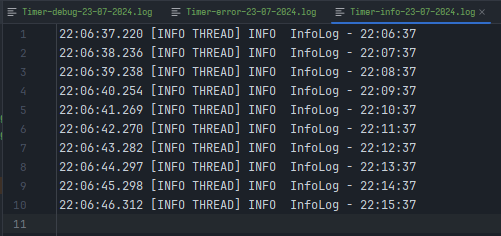 Timer-debug-23-07-2024.log Timer-error-23-07-2024.log Timer-info-23-07-2024.log
1 22:06:37.220 [INFO THREAD] INFO  InfoLog - 22:06:37
2 22:06:38.236 [INFO THREAD] INFO  InfoLog - 22:07:37
3 22:06:39.238 [INFO THREAD] INFO  InfoLog - 22:08:37
4 22:06:40.254 [INFO THREAD] INFO  InfoLog - 22:09:37
5 22:06:41.269 [INFO THREAD] INFO  InfoLog - 22:10:37
6 22:06:42.270 [INFO THREAD] INFO  InfoLog - 22:11:37
7 22:06:43.282 [INFO THREAD] INFO  InfoLog - 22:12:37
8 22:06:44.297 [INFO THREAD] INFO  InfoLog - 22:13:37
9 22:06:45.298 [INFO THREAD] INFO  InfoLog - 22:14:37
10 22:06:46.312 [INFO THREAD] INFO  InfoLog - 22:15:37
11